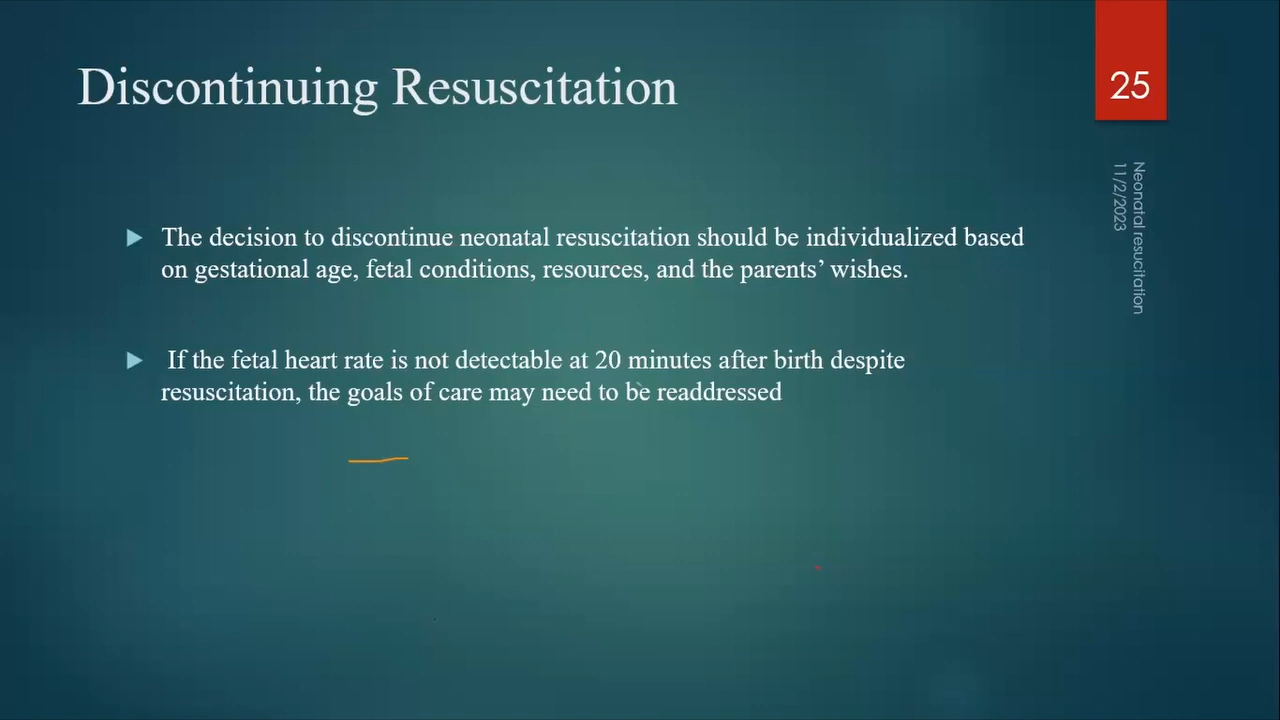 Discontinuing Resuscitation
25
Neonatal resucitation
11/2/2023
The decision to discontinue neonatal resuscitation should be individualized based
on gestational age, fetal conditions, resources, and the parents’ wishes.
If the fetal heart rate is not detectable at 20 minutes after birth despite
resuscitation, the goals of care may need to be readdressed